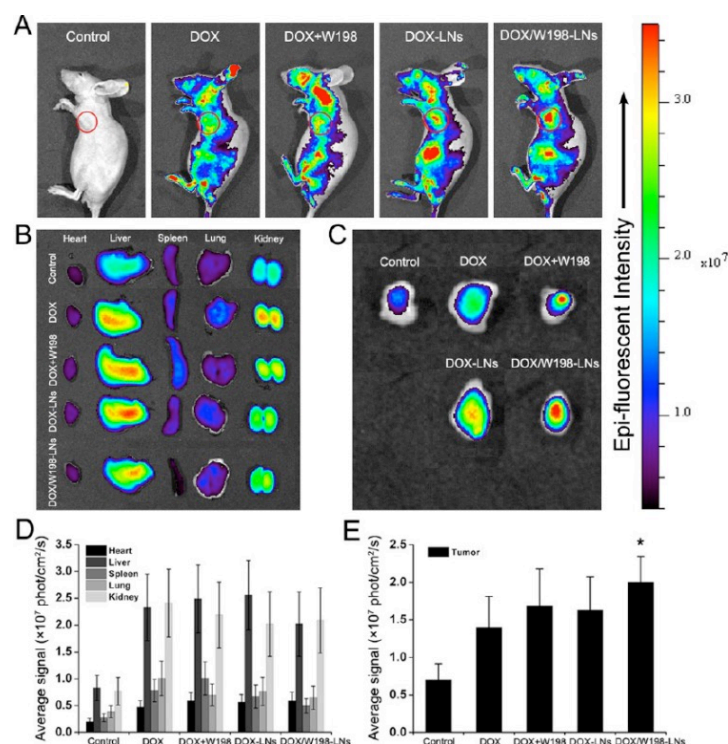 A
Control
DOX
DOX+W198
DOX-LNs
DOX/W198-LNs
3.0
2.0
x10⁷
1.0
Epi-fluorescent Intensity
B
Heart
Liver
Spleen
Lung
Kidney
Control
DOX
DOX+W198
DOX-LNs
DOX/W198-LNs
C
Control
DOX
DOX+W198
DOX-LNs
DOX/W198-LNs
D
Average signal (×10⁷ phot/cm²/s)
3.5
3.0
2.5
2.0
1.5
1.0
0.5
0.0
Heart
Liver
Spleen
Lung
Kidney
Control
DOX
DOX+W198
DOX-LNs
DOX/W198-LNs
E
Average signal (×10⁷ phot/cm²/s)
2.5
2.0
1.5
1.0
0.5
0.0
Tumor
*
Control
DOX
DOX+W198
DOX-LNs
DOX/W198-LNs